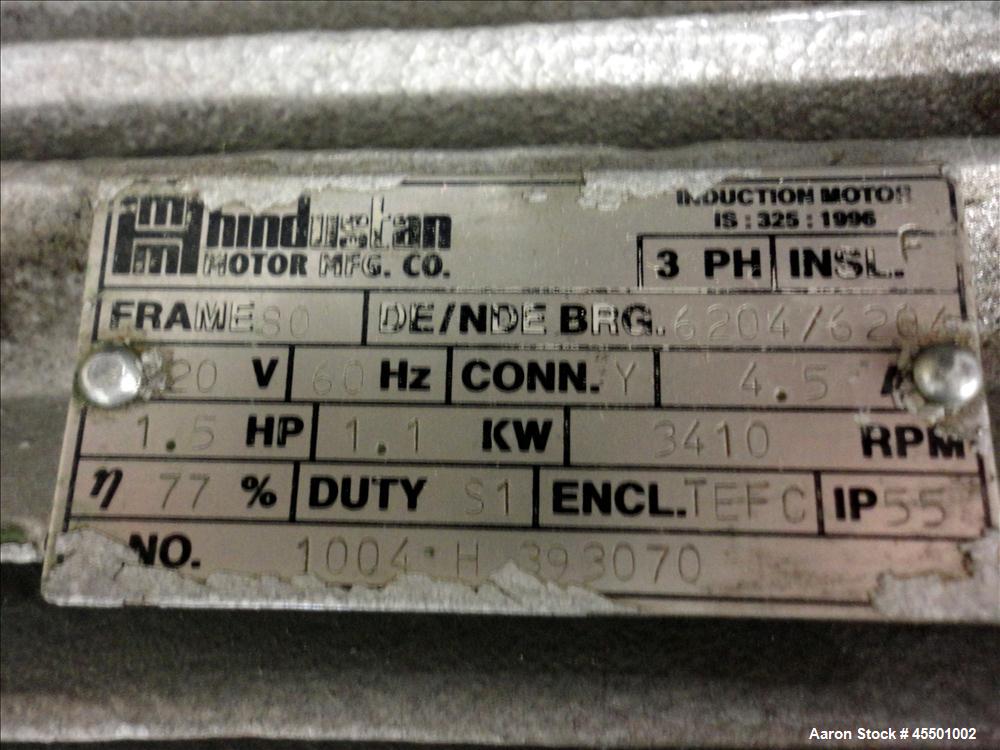 hindustan
MOTOR MFG. CO.
INDUCTION MOTOR
IS : 325 : 1996
3 PH INSL. F
FRAME 80 DE/NDE BRG. 6204/6204
V 60 Hz CONN. Y 4.5 A
1.5 HP 1.1 KW 3410 RPM
η 77 % DUTY S1 ENCL. TEFC IP 55
NO. 1004 H 393070
Aaron Stock # 45501002